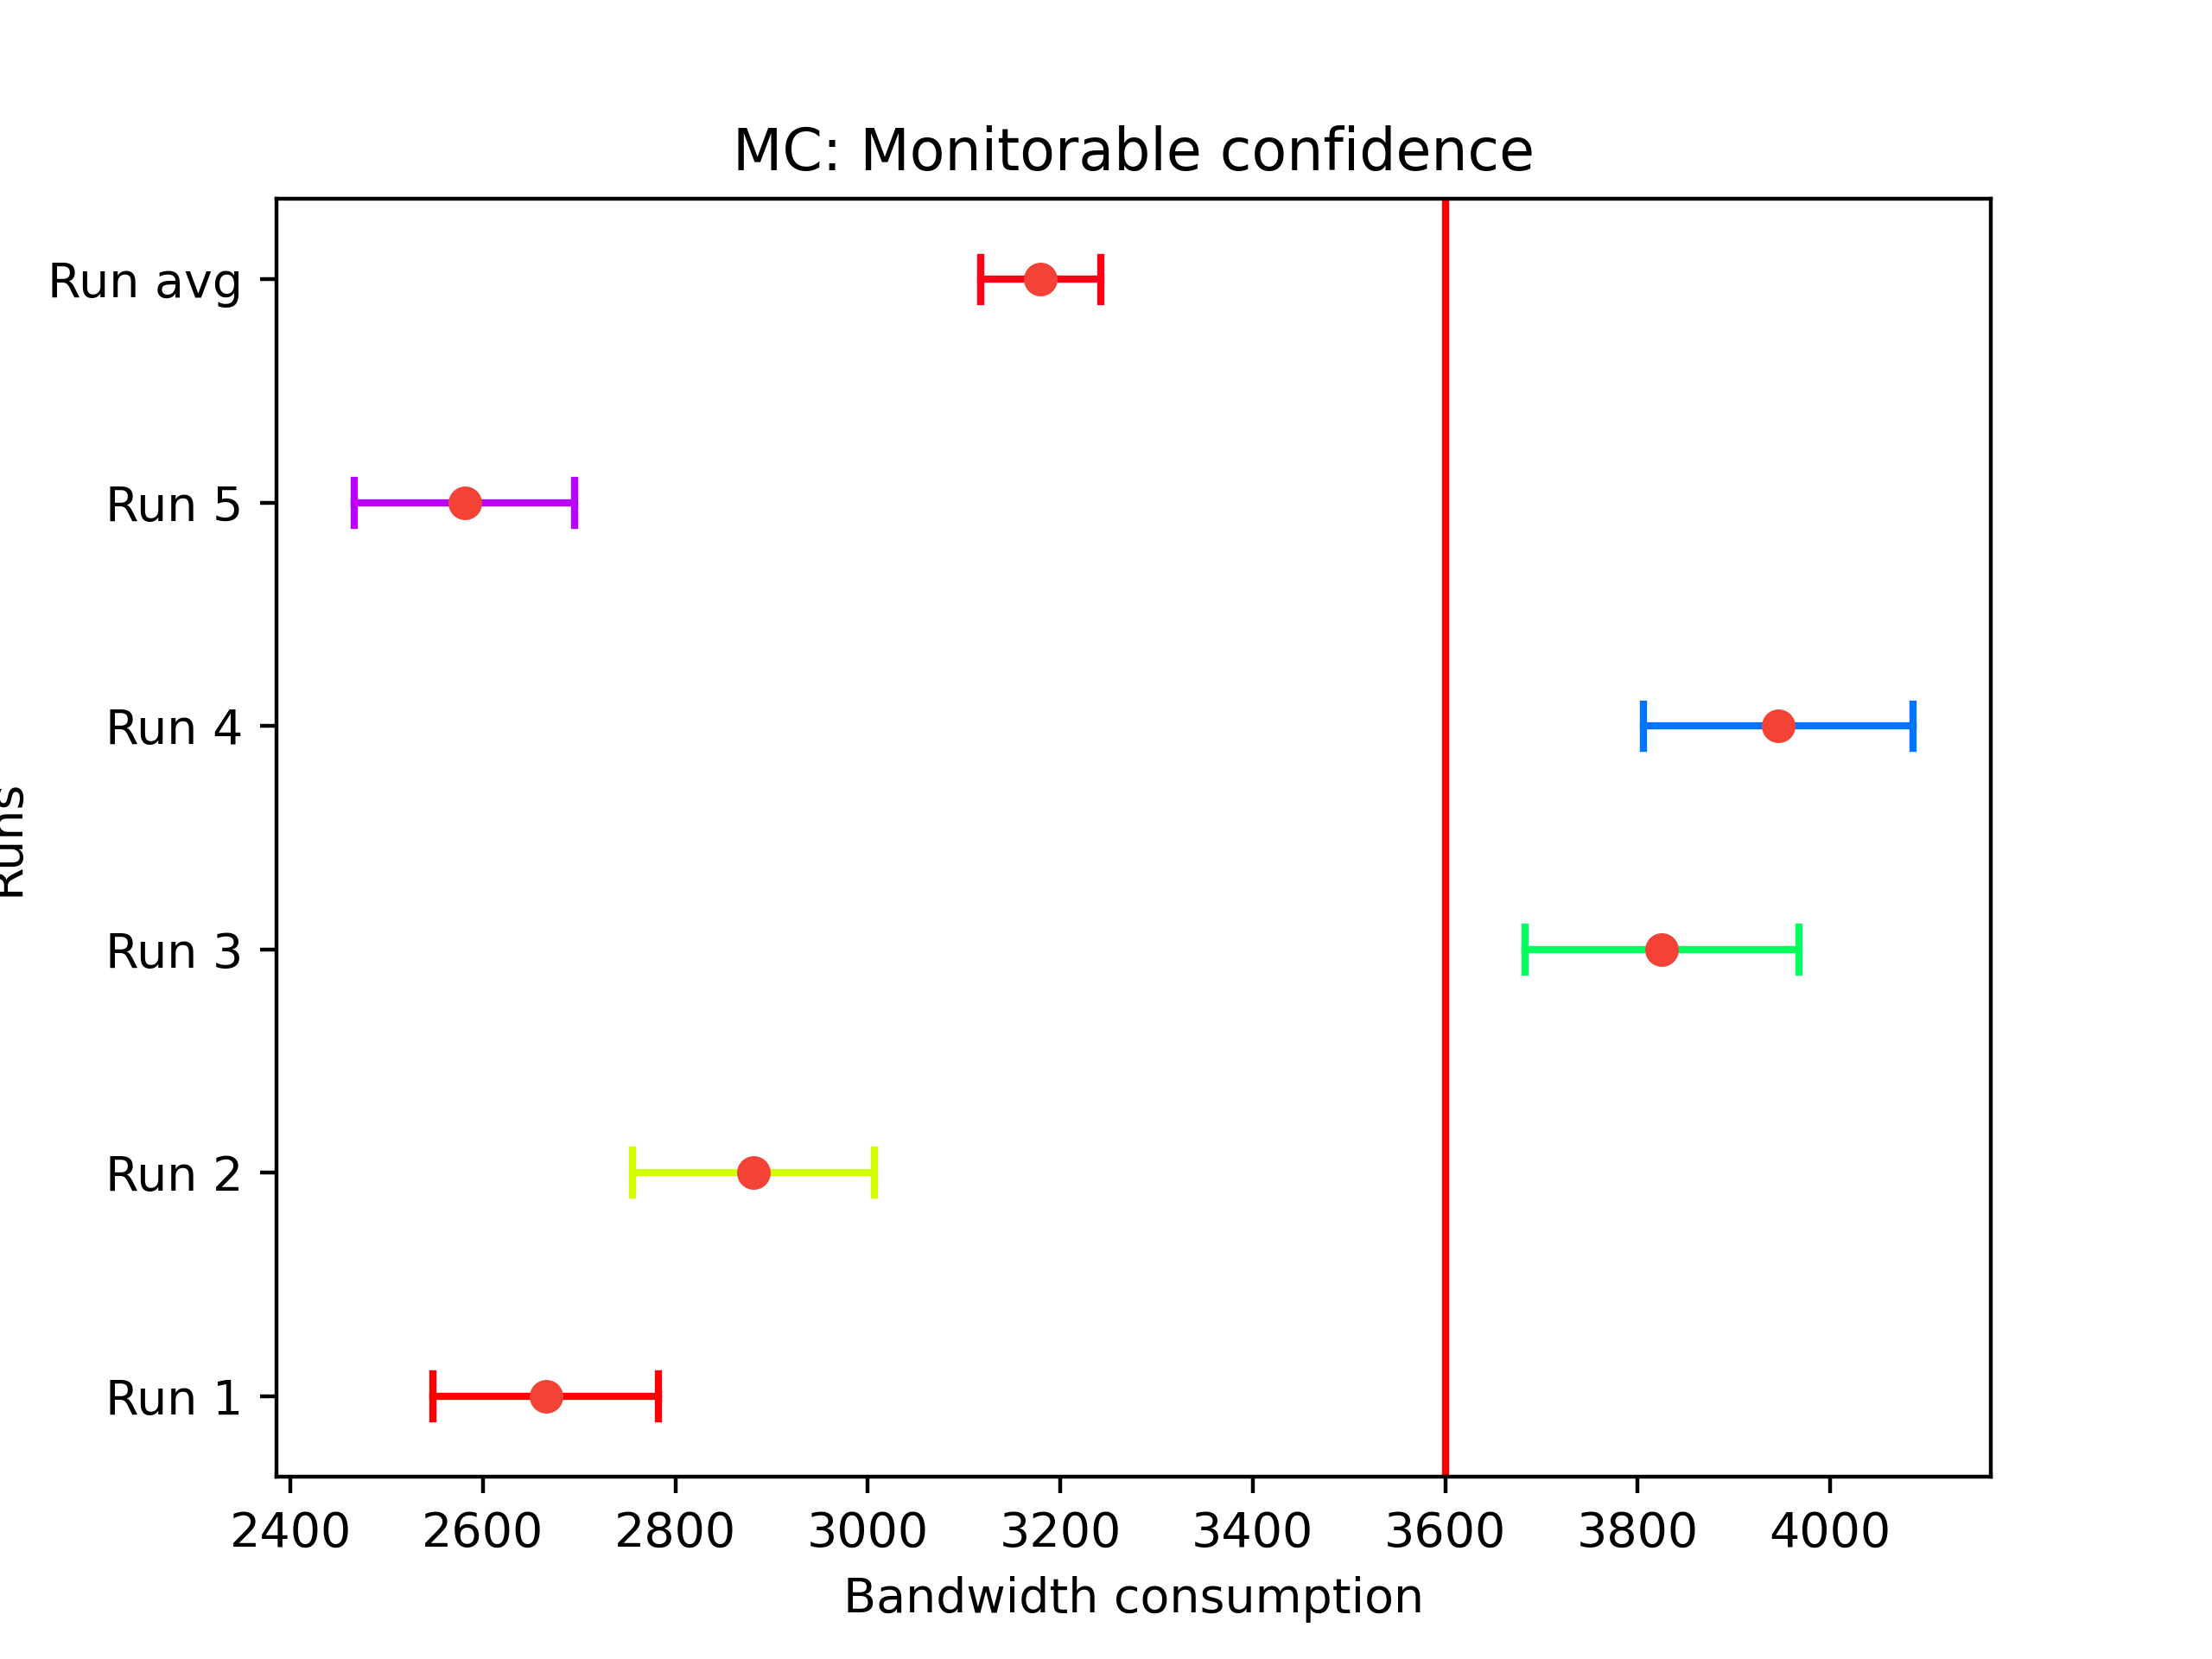 MC: Monitorable confidence
Run avg
Run 5
Run 4
Run 3
Run 2
Run 1
Runs
2400 2600 2800 3000 3200 3400 3600 3800 4000
Bandwidth consumption